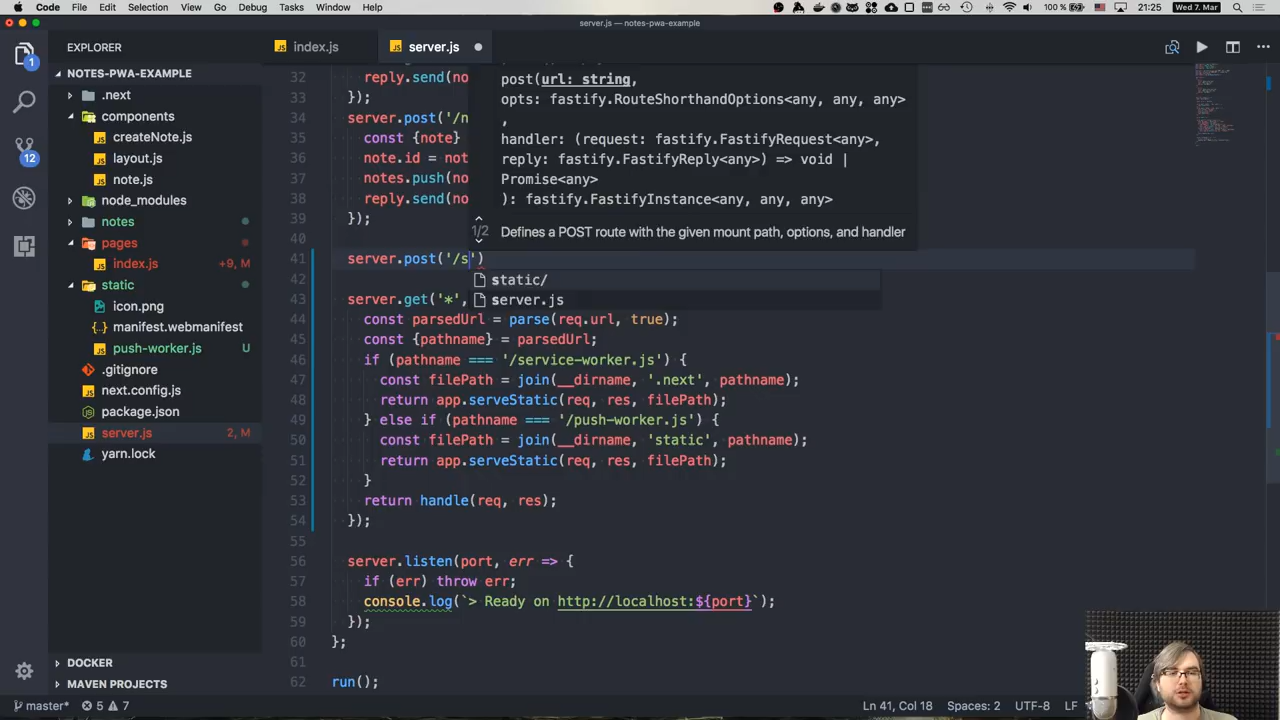 Code File Edit Selection View Go Debug Tasks Window Help 100 % 21:25 Wed 7. Mar
server.js — notes-pwa-example
EXPLORER
index.js
server.js
NOTES-PWA-EXAMPLE
.next
components
createNote.js
layout.js
note.js
node_modules
notes
pages
index.js +9, M
static
icon.png
manifest.webmanifest
push-worker.js U
.gitignore
next.config.js
package.json
server.js 2, M
yarn.lock
DOCKER
MAVEN PROJECTS
1
12
32 reply.send(no
33 });
34 server.post('/n
35 const {note}
36 note.id = not
37 notes.push(no
38 reply.send(no
39 });
40
41 server.post('/s')
42
43 server.get('*',
44 const parsedUrl = parse(req.url, true);
45 const {pathname} = parsedUrl;
46 if (pathname === '/service-worker.js') {
47 const filePath = join(__dirname, '.next', pathname);
48 return app.serveStatic(req, res, filePath);
49 } else if (pathname === '/push-worker.js') {
50 const filePath = join(__dirname, 'static', pathname);
51 return app.serveStatic(req, res, filePath);
52 }
53 return handle(req, res);
54 });
55
56 server.listen(port, err => {
57 if (err) throw err;
58 console.log(`> Ready on http://localhost:${port}`);
59 });
60 };
61
62 run();
post(url: string,
opts: fastify.RouteShorthandOptions<any, any, any>
,
handler: (request: fastify.FastifyRequest<any>,
reply: fastify.FastifyReply<any>) => void |
Promise<any>
): fastify.FastifyInstance<any, any, any>
1/2 Defines a POST route with the given mount path, options, and handler
static/
server.js
master* 5 7 Ln 41, Col 18 Spaces: 2 UTF-8 LF